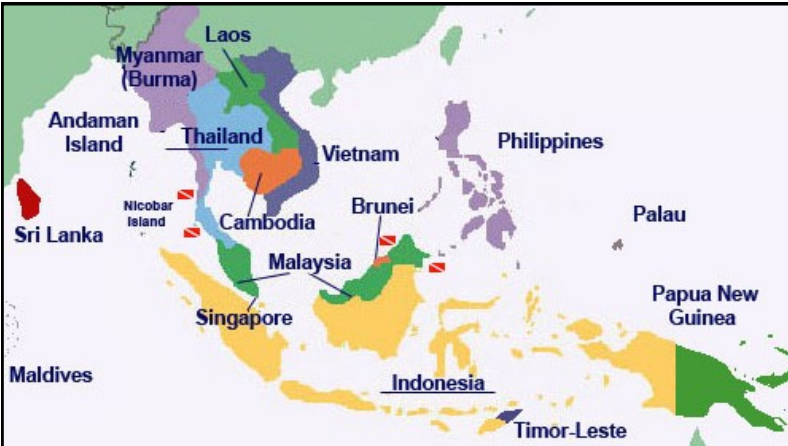 Laos
Myanmar
(Burma)
Andaman
Island
Thailand
Philippines
Vietnam
Nicobar
Island
Cambodia
Brunei
Palau
Sri Lanka
Malaysia
Papua New
Guinea
Singapore
Maldives
Indonesia
Timor-Leste